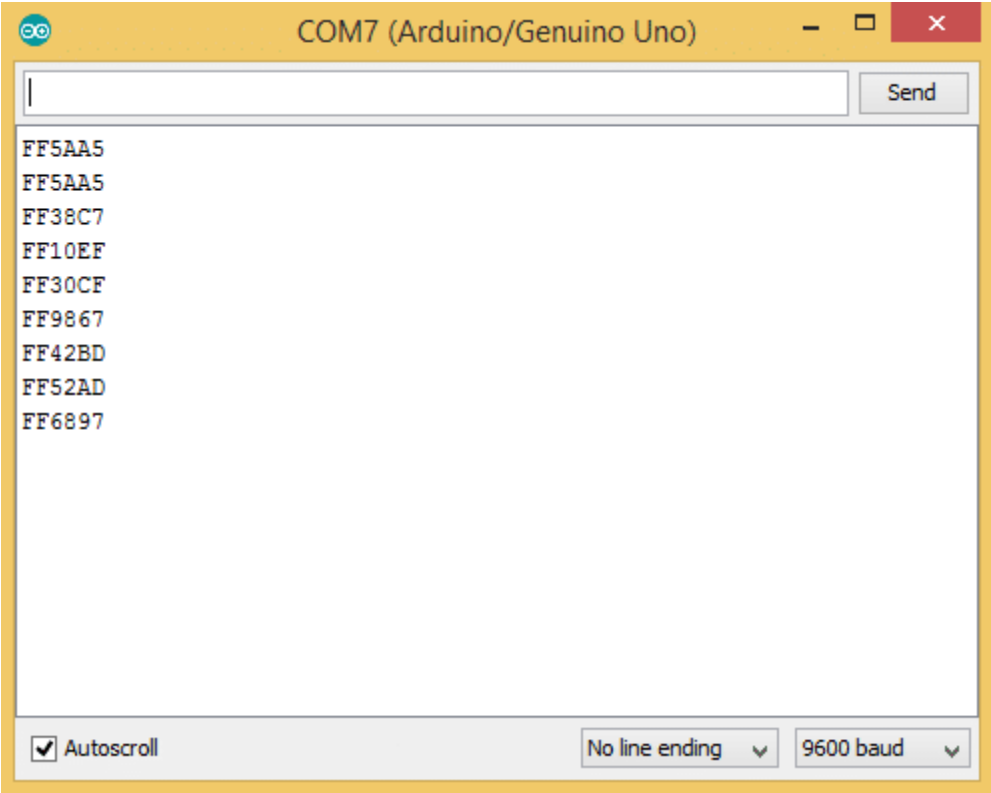 COM7 (Arduino/Genuino Uno)
Send
FF5AA5
FF5AA5
FF38C7
FF10EF
FF30CF
FF9867
FF42BD
FF52AD
FF6897
Autoscroll
No line ending
9600 baud